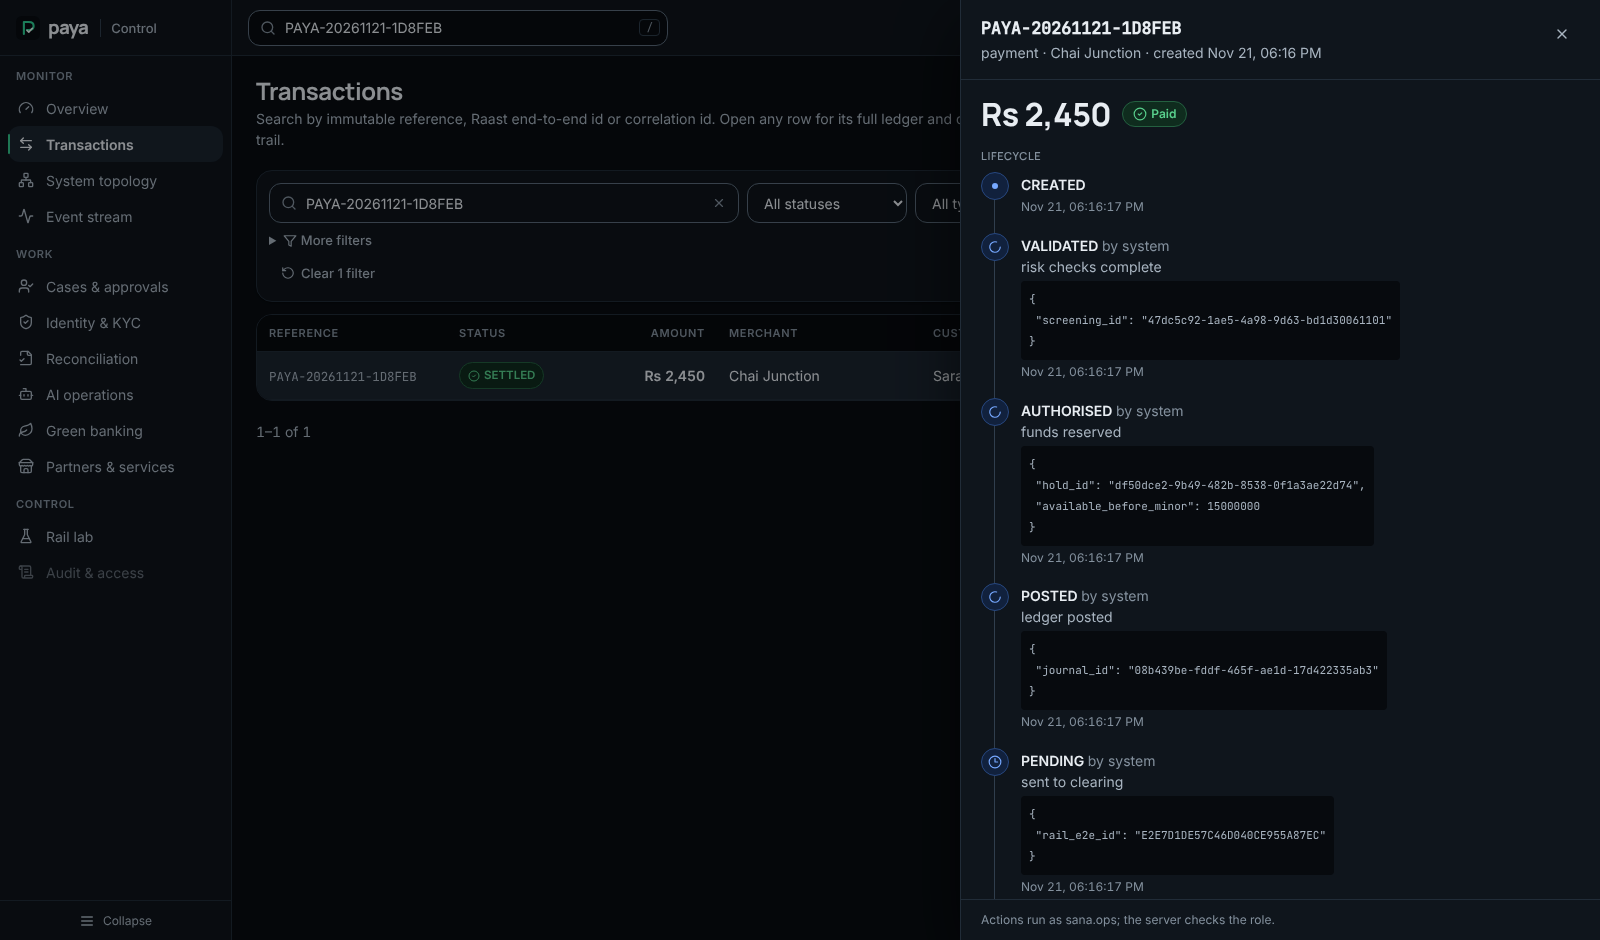 paya
Control
MONITOR
Overview
Transactions
System topology
Event stream
WORK
Cases & approvals
Identity & KYC
Reconciliation
AI operations
Green banking
Partners & services
CONTROL
Rail lab
Audit & access
Collapse
PAYA-20261121-1D8FEB
/
Transactions
Search by immutable reference, Raast end-to-end id or correlation id. Open any row for its full ledger and
trail.
PAYA-20261121-1D8FEB
All statuses
All
More filters
Clear 1 filter
REFERENCE STATUS AMOUNT MERCHANT
PAYA-20261121-1D8FEB SETTLED Rs 2,450 Chai Junction
1–1 of 1
PAYA-20261121-1D8FEB
payment · Chai Junction · created Nov 21, 06:16 PM
Rs 2,450 Paid
LIFECYCLE
CREATED
Nov 21, 06:16:17 PM
VALIDATED by system
risk checks complete
{
"screening_id": "47dc5c92-1ae5-4a98-9d63-bd1d30061101"
}
Nov 21, 06:16:17 PM
AUTHORISED by system
funds reserved
{
"hold_id": "df50dce2-9b49-482b-8538-0f1a3ae22d74",
"available_before_minor": 15000000
}
Nov 21, 06:16:17 PM
POSTED by system
ledger posted
{
"journal_id": "08b439be-fddf-465f-ae1d-17d422335ab3"
}
Nov 21, 06:16:17 PM
PENDING by system
sent to clearing
{
"rail_e2e_id": "E2E7D1DE57C46D040CE955A87EC"
}
Nov 21, 06:16:17 PM
Actions run as sana.ops; the server checks the role.